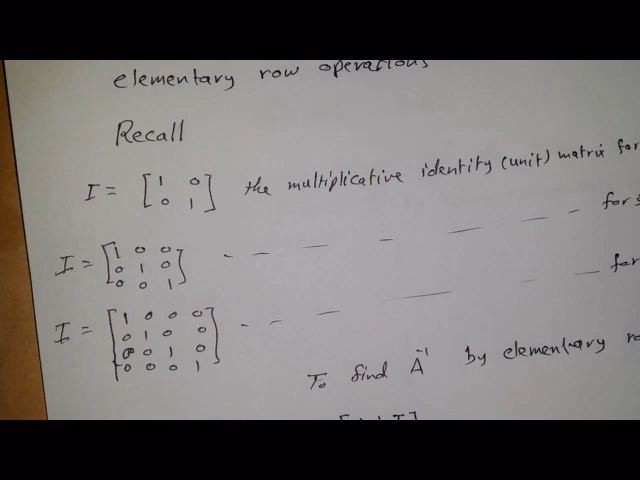 elementary row operations
Recall
I = [1 0
0 1] the multiplicative identity (unit) matrix for
I = [1 0 0
0 1 0
0 0 1] - - - - - - for
I = [1 0 0 0
0 1 0 0
0 0 1 0
0 0 0 1] - - - - - for
To find A⁻¹ by elementary